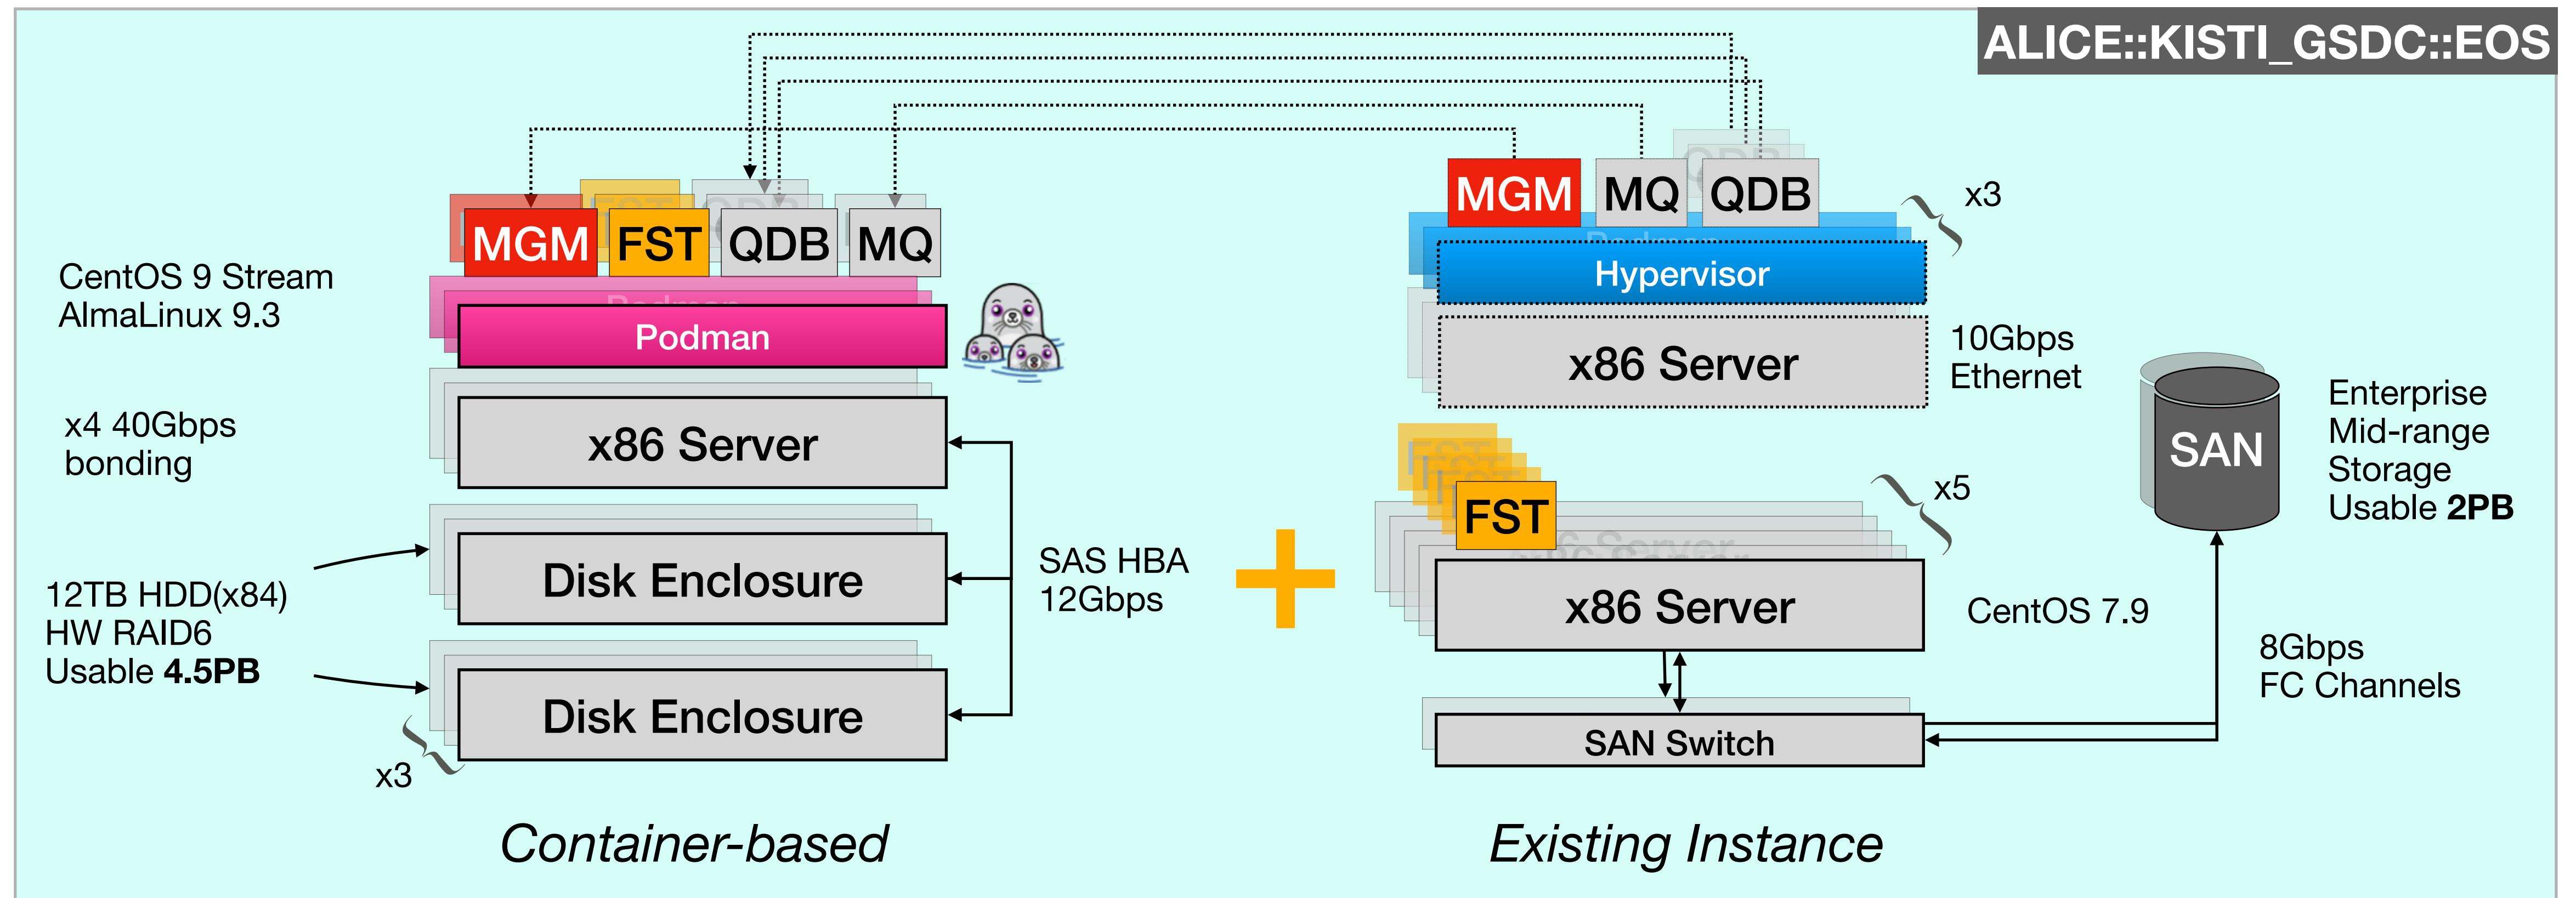 ALICE::KISTI_GSDC::EOS
MGM
FST
QDB
MQ
CentOS 9 Stream
AlmaLinux 9.3
Podman
x4 40Gbps
bonding
x86 Server
Disk Enclosure
12TB HDD(x84)
HW RAID6
Usable 4.5PB
Disk Enclosure
x3
SAS HBA
12Gbps
Container-based
MGM
MQ
QDB
QDB
x3
Hypervisor
x86 Server
10Gbps
Ethernet
FST
x5
x86 Server
x86 Server
CentOS 7.9
SAN Switch
SAN
Enterprise
Mid-range
Storage
Usable 2PB
8Gbps
FC Channels
Existing Instance